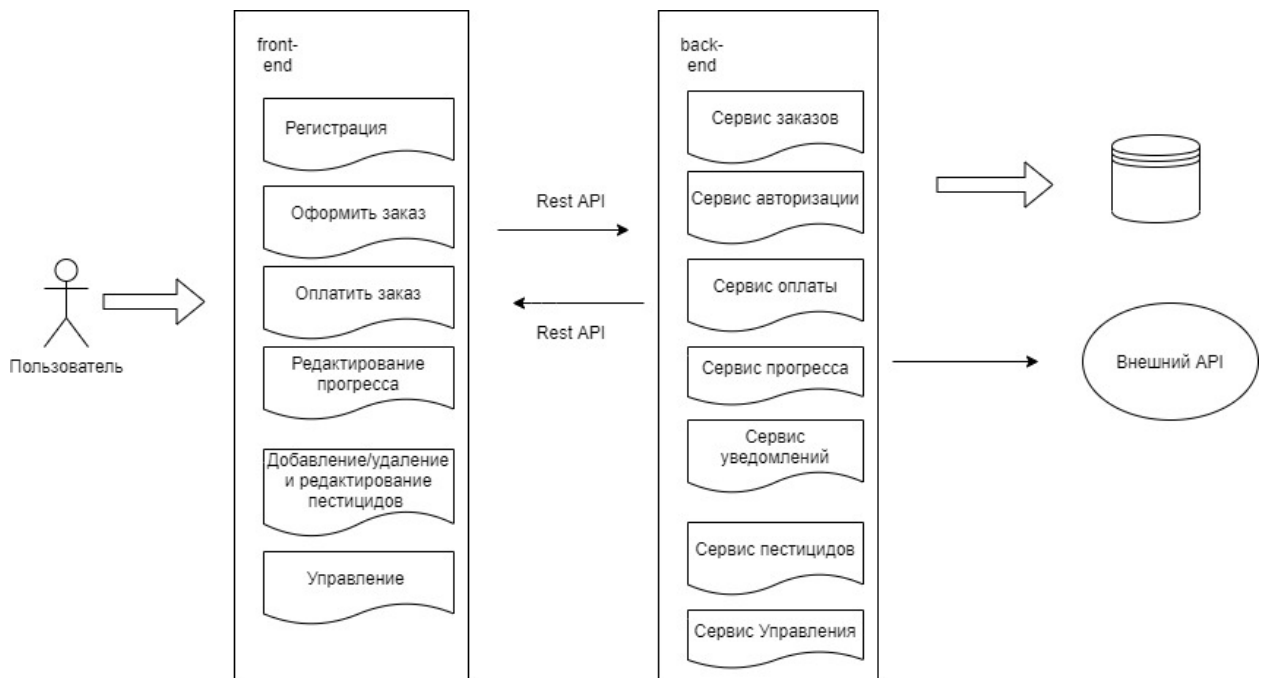 front-
end
Регистрация
Оформить заказ
Оплатить заказ
Редактирование
прогресса
Добавление/удаление
и редактирование
пестицидов
Управление
Пользователь
Rest API
Rest API
back-
end
Сервис заказов
Сервис авторизации
Сервис оплаты
Сервис прогресса
Сервис
уведомлений
Сервис пестицидов
Сервис Управления
Внешний API